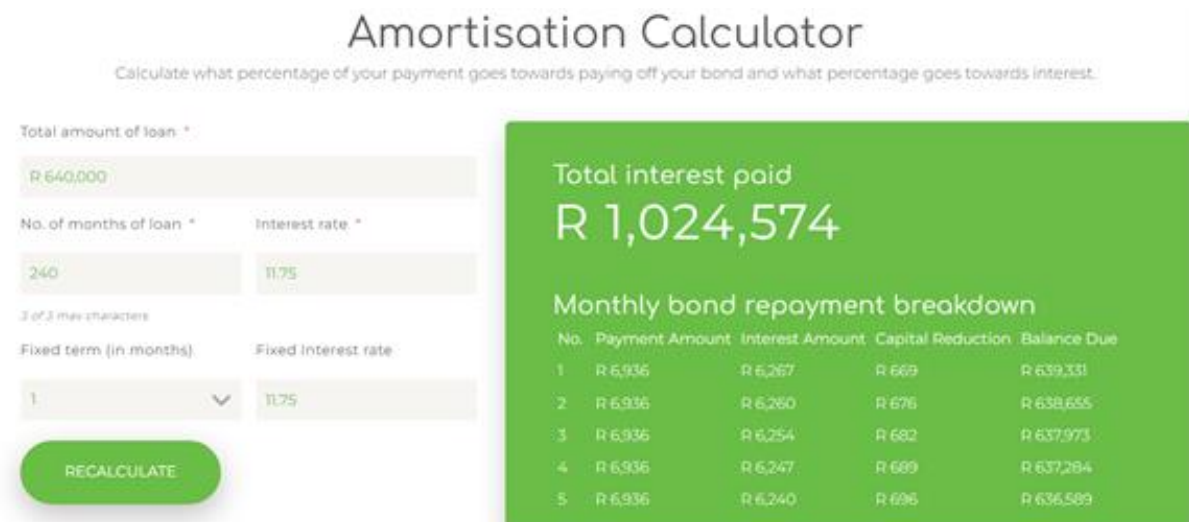 Amortisation Calculator
Calculate what percentage of your payment goes towards paying off your bond and what percentage goes towards interest.
Total amount of loan *
R 640,000
No. of months of loan * Interest rate *
240 11.75
3 of 3 max characters
Fixed term (in months) Fixed Interest rate
1 11.75
RECALCULATE
Total interest paid
R 1,024,574
Monthly bond repayment breakdown
No. Payment Amount Interest Amount Capital Reduction Balance Due
1 R 6,936 R 6,267 R 669 R 639,331
2 R 6,936 R 6,260 R 676 R 638,655
3 R 6,936 R 6,254 R 682 R 637,973
4 R 6,936 R 6,247 R 689 R 637,284
5 R 6,936 R 6,240 R 696 R 636,589